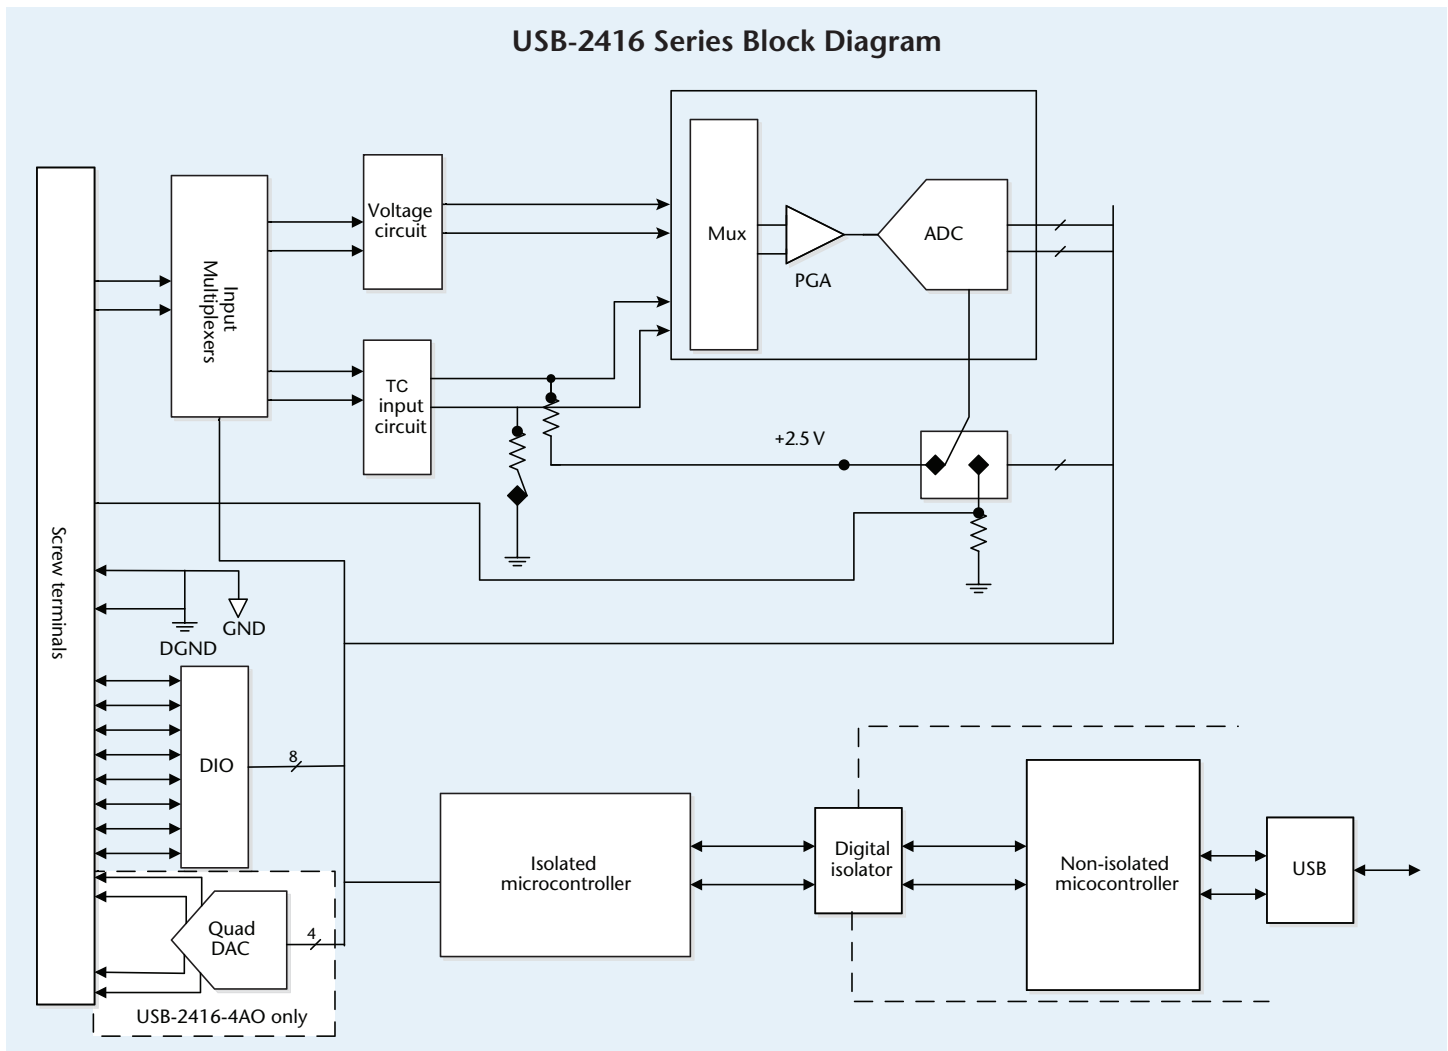 USB-2416 Series Block Diagram
Screw terminals
Input
Multiplexers
Voltage
circuit
TC
input
circuit
Mux
PGA
ADC
+2.5 V
GND
DGND
DIO
8
Quad
DAC
4
USB-2416-4AO only
Isolated
microcontroller
Digital
isolator
Non-isolated
micocontroller
USB